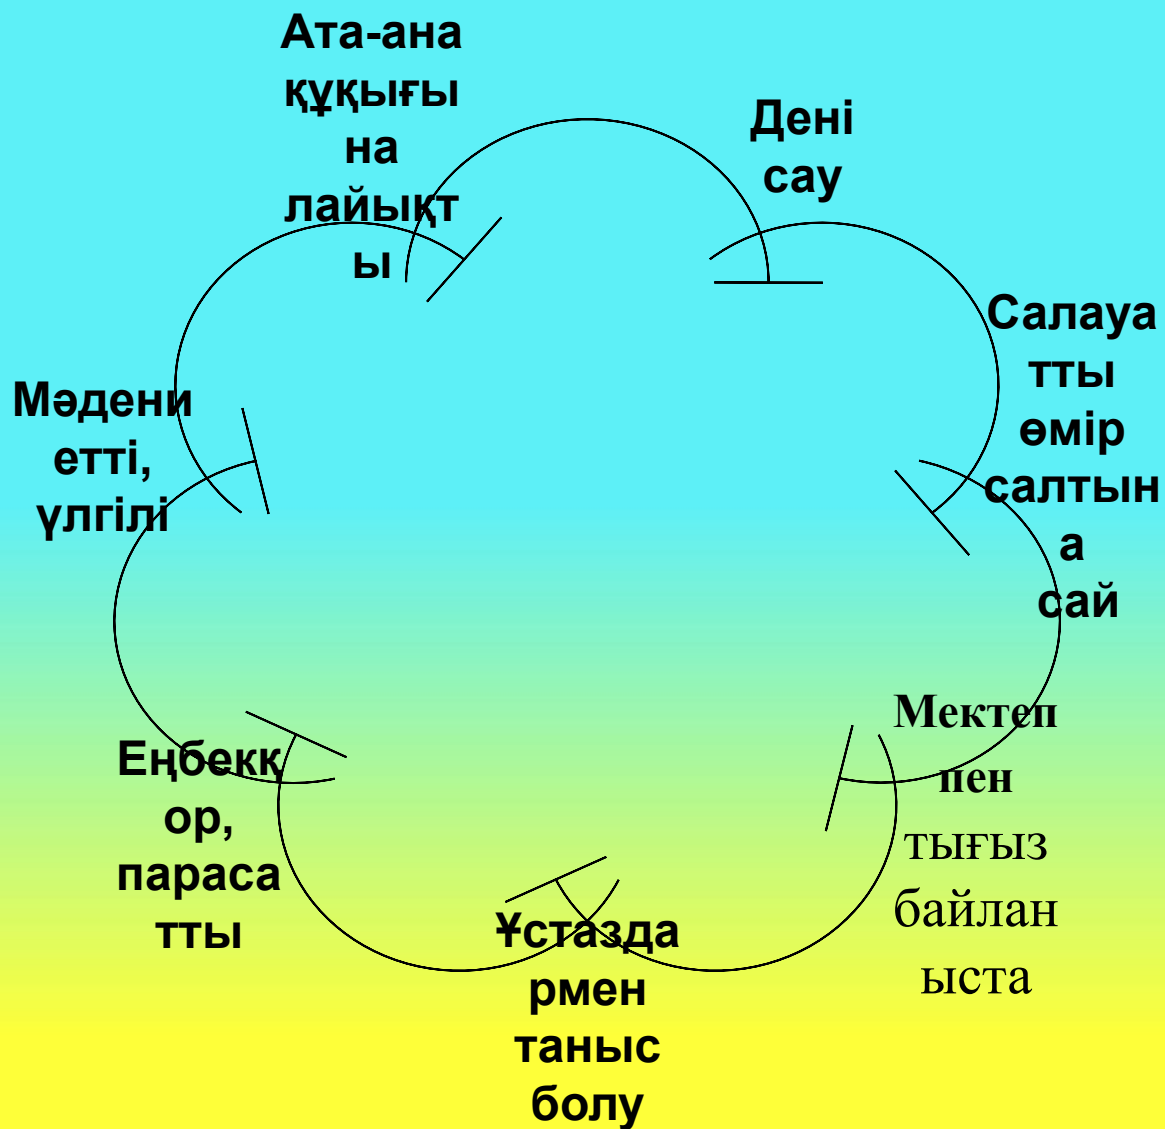 Ата-ана
құқығы
на
лайықт
ы
Дені
сау
Салауа
тты
өмір
салтын
а
сай
Мектеп
пен
тығыз
байлан
ыста
Ұстазда
рмен
таныс
болу
Еңбекқ
ор,
параса
тты
Мәдени
етті,
үлгілі